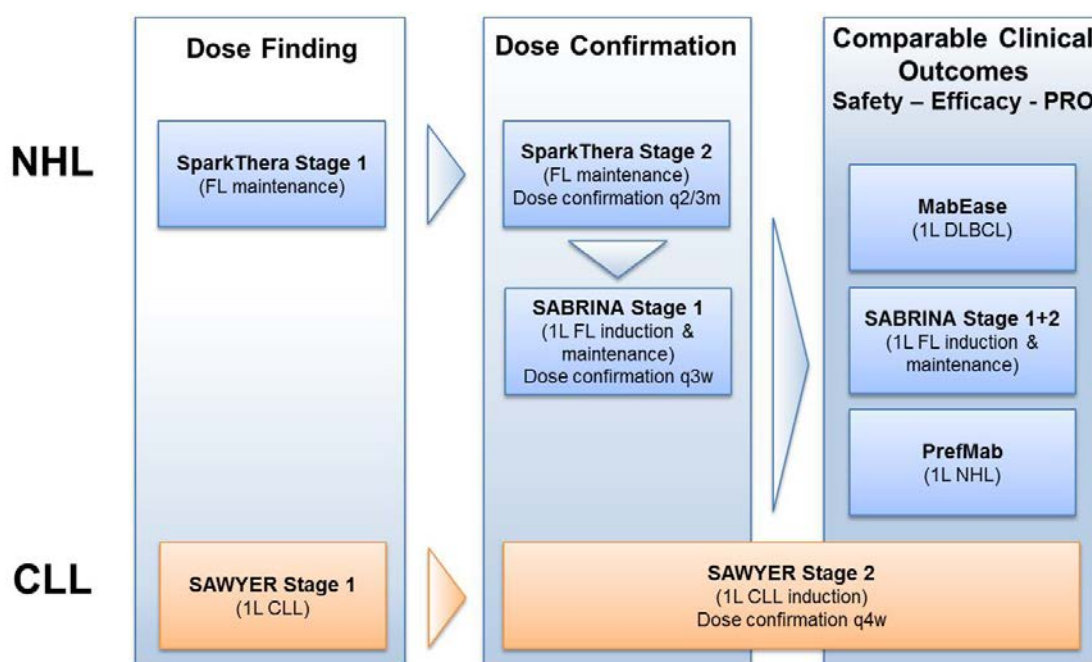 Dose Finding
Dose Confirmation
Comparable Clinical
Outcomes
Safety – Efficacy - PRO
NHL
SparkThera Stage 1
(FL maintenance)
SparkThera Stage 2
(FL maintenance)
Dose confirmation q2/3m
SABRINA Stage 1
(1L FL induction &
maintenance)
Dose confirmation q3w
MabEase
(1L DLBCL)
SABRINA Stage 1+2
(1L FL induction &
maintenance)
PrefMab
(1L NHL)
CLL
SAWYER Stage 1
(1L CLL)
SAWYER Stage 2
(1L CLL induction)
Dose confirmation q4w